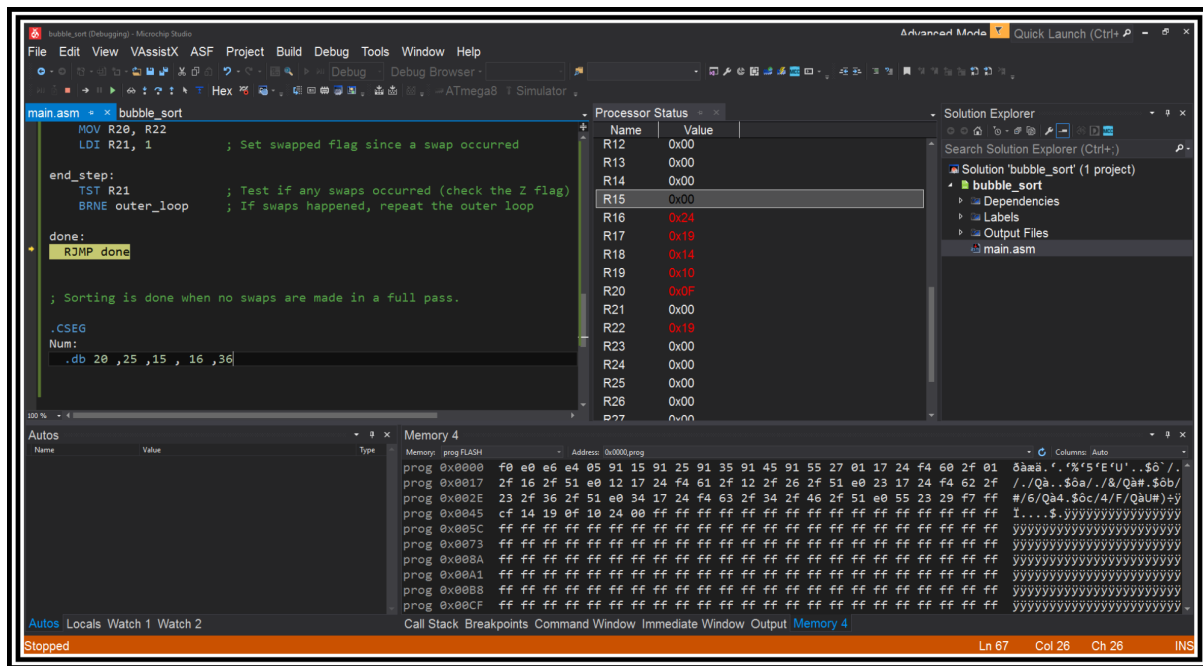 bubble_sort (Debugging) - Microchip Studio
Advanced Mode
Quick Launch (Ctrl+
File Edit View VAssistX ASF Project Build Debug Tools Window Help
Debug Debug Browser
Hex
ATmega8 Simulator
main.asm
bubble_sort
MOV R20, R22
LDI R21, 1 ; Set swapped flag since a swap occurred
end_step:
TST R21 ; Test if any swaps occurred (check the Z flag)
BRNE outer_loop ; If swaps happened, repeat the outer loop
done:
RJMP done
; Sorting is done when no swaps are made in a full pass.
.CSEG
Num:
.db 20 ,25 ,15 , 16 ,36
100 %
Processor Status
Name Value
R12 0x00
R13 0x00
R14 0x00
R15 0x00
R16 0x24
R17 0x19
R18 0x14
R19 0x10
R20 0x0F
R21 0x00
R22 0x19
R23 0x00
R24 0x00
R25 0x00
R26 0x00
R27 0x00
Solution Explorer
Search Solution Explorer (Ctrl+;)
Solution 'bubble_sort' (1 project)
bubble_sort
Dependencies
Labels
Output Files
main.asm
Autos
Name Value Type
Autos Locals Watch 1 Watch 2
Memory 4
Memory: prog FLASH Address: 0x0000,prog Columns: Auto
prog 0x0000 f0 e0 e6 e4 05 91 15 91 25 91 35 91 45 91 55 27 01 17 24 f4 60 2f 01
prog 0x0017 2f 16 2f 51 e0 12 17 24 f4 61 2f 12 2f 26 2f 51 e0 23 17 24 f4 62 2f
prog 0x002E 23 2f 36 2f 51 e0 34 17 24 f4 63 2f 34 2f 46 2f 51 e0 55 23 29 f7 ff
prog 0x0045 cf 14 19 0f 10 24 00 ff ff ff ff ff ff ff ff ff ff ff ff ff ff ff ff
prog 0x005C ff ff ff ff ff ff ff ff ff ff ff ff ff ff ff ff ff ff ff ff ff ff ff
prog 0x0073 ff ff ff ff ff ff ff ff ff ff ff ff ff ff ff ff ff ff ff ff ff ff ff
prog 0x008A ff ff ff ff ff ff ff ff ff ff ff ff ff ff ff ff ff ff ff ff ff ff ff
prog 0x00A1 ff ff ff ff ff ff ff ff ff ff ff ff ff ff ff ff ff ff ff ff ff ff ff
prog 0x00B8 ff ff ff ff ff ff ff ff ff ff ff ff ff ff ff ff ff ff ff ff ff ff ff
prog 0x00CF ff ff ff ff ff ff ff ff ff ff ff ff ff ff ff ff ff ff ff ff ff ff ff
Call Stack Breakpoints Command Window Immediate Window Output Memory 4
Stopped
Ln 67 Col 26 Ch 26 INS